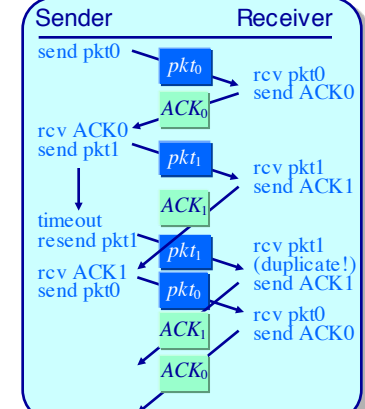 Sender Receiver
send pkt0
pkt0
rcv pkt0
send ACK0
ACK0
rcv ACK0
send pkt1
pkt1
rcv pkt1
send ACK1
ACK1
timeout
resend pkt1
pkt1
rcv pkt1
(duplicate!)
send ACK1
rcv ACK1
send pkt0
pkt0
rcv pkt0
send ACK0
ACK1
ACK0